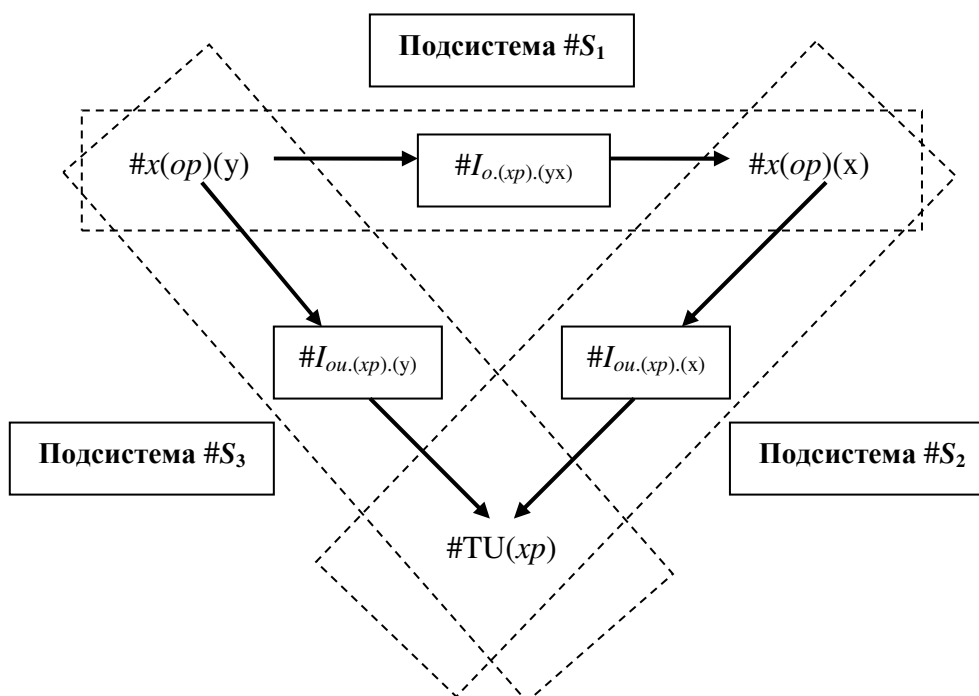 Подсистема #S₁
#x(op)(y)
#Iₒ.(xp).(yx)
#x(op)(x)
#Iₒᵤ.(xp).(y)
#Iₒᵤ.(xp).(x)
Подсистема #S₃
Подсистема #S₂
#TU(xp)